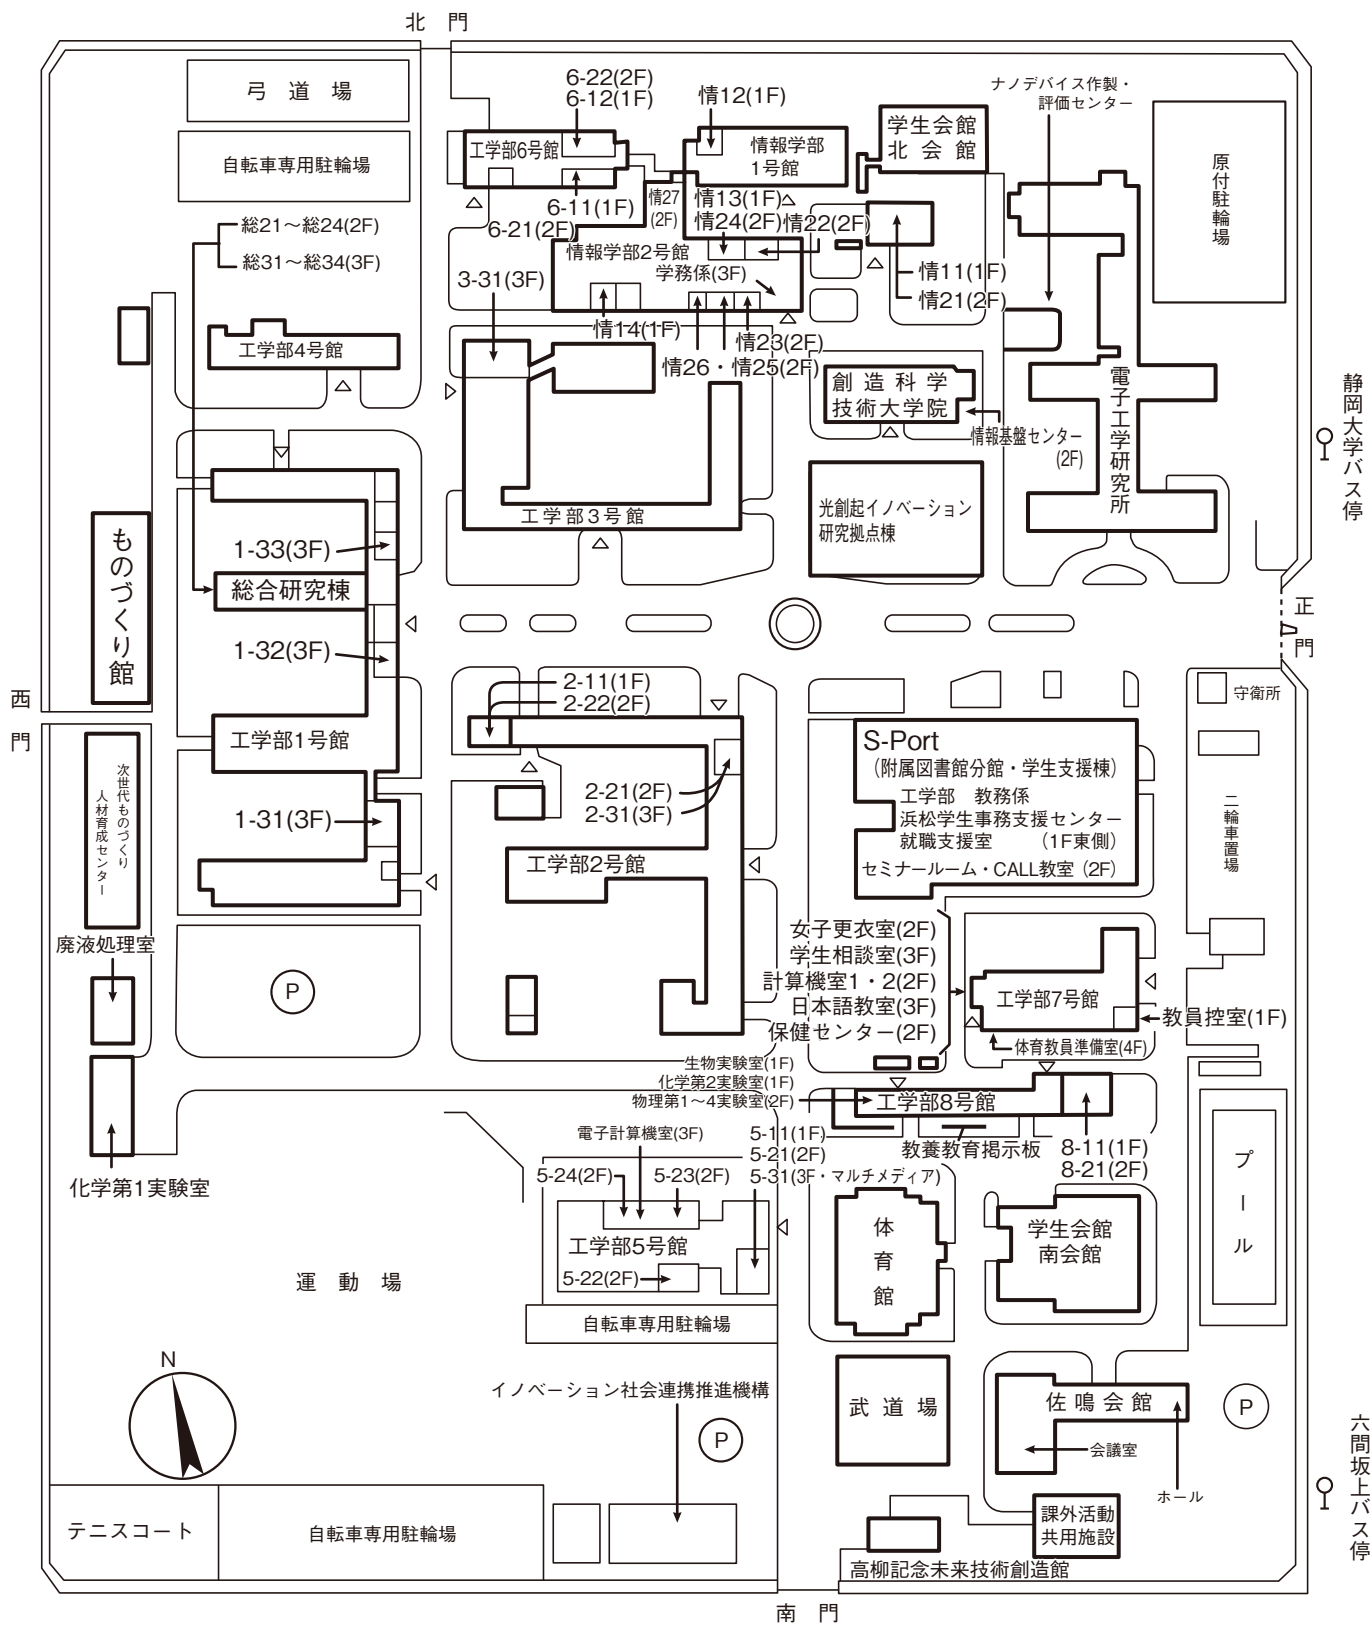 北 門
弓 道 場
自転車専用駐輪場
総21～総24(2F)
総31～総34(3F)
6-22(2F)
6-12(1F)
情12(1F)
工学部6号館
情報学部
1号館
学生会館
北 会 館
ナノデバイス作製・
評価センター
原付駐輪場
6-11(1F)
6-21(2F)
情27
(2F)
情13(1F)
情24(2F)
情22(2F)
情報学部2号館
学務係(3F)
3-31(3F)
情11(1F)
情21(2F)
情14(1F)
情23(2F)
情26・情25(2F)
工学部4号館
創 造 科 学
技術大学院
情報基盤センター
(2F)
電子工学研究所
静岡大学バス停
工学部３号館
光創起イノベーション
研究拠点棟
ものづくり館
1-33(3F)
総合研究棟
1-32(3F)
正門
西門
2-11(1F)
2-22(2F)
守衛所
工学部1号館
次世代ものづくり
人材育成センター
2-21(2F)
2-31(3F)
1-31(3F)
工学部2号館
S-Port
(附属図書館分館・学生支援棟)
工学部　教務係
浜松学生事務支援センター
就職支援室　　(1F東側)
セミナールーム・CALL教室 (2F)
二輪車置場
廃液処理室
P
女子更衣室(2F)
学生相談室(3F)
計算機室1・2(2F)
日本語教室(3F)
保健センター(2F)
工学部7号館
教員控室(1F)
体育教員準備室(4F)
生物実験室(1F)
化学第2実験室(1F)
物理第1～4実験室(2F)
工学部8号館
教養教育掲示板
8-11(1F)
8-21(2F)
プール
化学第1実験室
電子計算機室(3F)
5-11(1F)
5-21(2F)
5-31(3F・マルチメディア)
5-24(2F)
5-23(2F)
工学部5号館
5-22(2F)
体育館
学生会館
南会館
運 動 場
自転車専用駐輪場
N
イノベーション社会連携推進機構
P
武 道 場
佐 鳴 会 館
会議室
ホール
P
六間坂上バス停
テニスコート
自転車専用駐輪場
課外活動
共用施設
高柳記念未来技術創造館
南 門